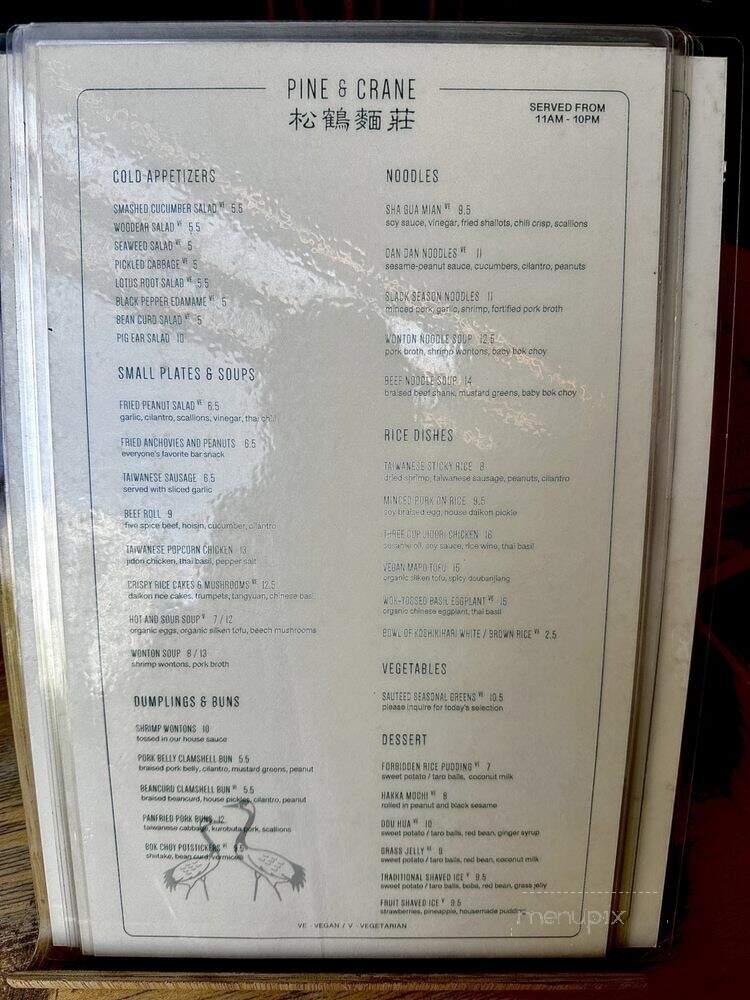 PINE & CRANE
松鶴麵莊
SERVED FROM
11AM - 10PM
COLD APPETIZERS
SMASHED CUCUMBER SALAD VE 5.5
WOODEAR SALAD VE 5.5
SEAWEED SALAD VE 5
PICKLED CABBAGE VE 5
LOTUS ROOT SALAD VE 5.5
BLACK PEPPER EDAMAME VE 5
BEAN CURD SALAD VE 5
PIG EAR SALAD 10
SMALL PLATES & SOUPS
FRIED PEANUT SALAD VE 6.5
garlic, cilantro, scallions, vinegar, thai chili
FRIED ANCHOVIES AND PEANUTS 6.5
everyone's favorite bar snack
TAIWANESE SAUSAGE 6.5
served with sliced garlic
BEEF ROLL 9
five spice beef, hoisin, cucumber, cilantro
TAIWANESE POPCORN CHICKEN 13
jidori chicken, thai basil, pepper salt
CRISPY RICE CAKES & MUSHROOMS VE 12.5
daikon rice cakes, trumpets, tangyuan, chinese basil
HOT AND SOUR SOUP V 7 / 12
organic eggs, organic silken tofu, beech mushrooms
WONTON SOUP 8 / 13
shrimp wontons, pork broth
DUMPLINGS & BUNS
SHRIMP WONTONS 10
tossed in our house sauce
PORK BELLY CLAMSHELL BUN 5.5
braised pork belly, cilantro, mustard greens, peanut
BEANCURD CLAMSHELL BUN VE 5.5
braised beancurd, house pickles, cilantro, peanut
PANFRIED PORK BUNS 12
taiwanese cabbage, kurobuta pork, scallions
BOK CHOY POTSTICKERS VE 9.5
shiitake, bean curd, vermicelli
NOODLES
SHA GUA MIAN VE 9.5
soy sauce, vinegar, fried shallots, chili crisp, scallions
DAN DAN NOODLES VE 11
sesame-peanut sauce, cucumbers, cilantro, peanuts
SLACK SEASON NOODLES 11
minced pork, garlic, shrimp, fortified pork broth
WONTON NOODLE SOUP 12.5
pork broth, shrimp wontons, baby bok choy
BEEF NOODLE SOUP 14
braised beef shank, mustard greens, baby bok choy
RICE DISHES
TAIWANESE STICKY RICE 8
dried shrimp, taiwanese sausage, peanuts, cilantro
MINCED PORK ON RICE 9.5
soy braised egg, house daikon pickle
THREE CUP JIDORI CHICKEN 16
sesame oil, soy sauce, rice wine, thai basil
VEGAN MAPO TOFU 15
organic silken tofu, spicy doubanjiang
WOK-TOSSED BASIL EGGPLANT VE 15
organic chinese eggplant, thai basil
BOWL OF KOSHIHIKARI WHITE / BROWN RICE VE 2.5
VEGETABLES
SAUTEED SEASONAL GREENS VE 10.5
please inquire for today's selection
DESSERT
FORBIDDEN RICE PUDDING VE 7
sweet potato / taro balls, coconut milk
HAKKA MOCHI VE 8
rolled in peanut and black sesame
DOU HUA VE 10
sweet potato / taro balls, red bean, ginger syrup
GRASS JELLY VE 9
sweet potato / taro balls, red bean, coconut milk
TRADITIONAL SHAVED ICE V 9.5
sweet potato / taro balls, boba, red bean, grass jelly
FRUIT SHAVED ICE V 9.5
strawberries, pineapple, housemade pudding
menupix
VE - VEGAN / V - VEGETARIAN